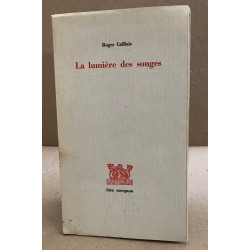 Roger Caillois
La lumière des songes
fata morgana